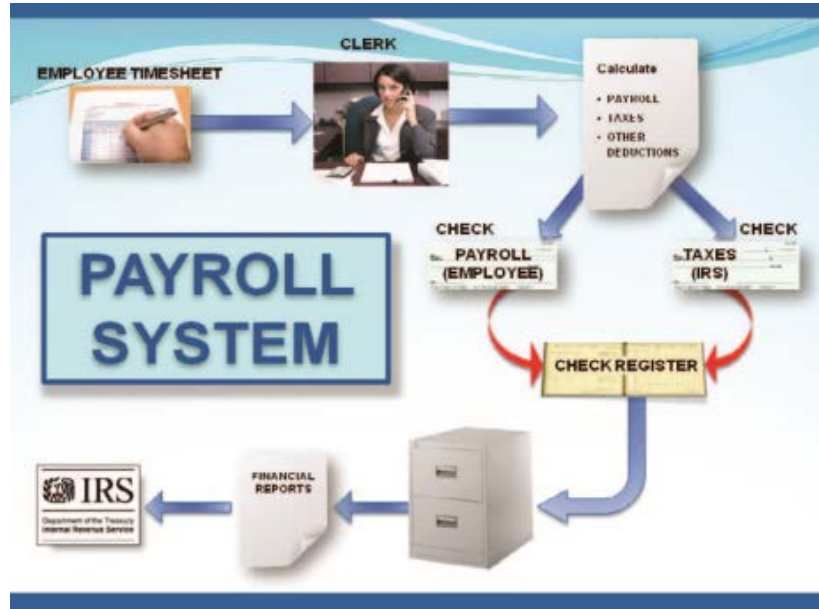 CLERK
EMPLOYEE TIMESHEET
Calculate
• PAYROLL
• TAXES
• OTHER
DEDUCTIONS
CHECK
CHECK
PAYROLL
(EMPLOYEE)
TAXES
(IRS)
PAYROLL
SYSTEM
CHECK REGISTER
FINANCIAL
REPORTS
IRS
Department of the Treasury
Internal Revenue Service